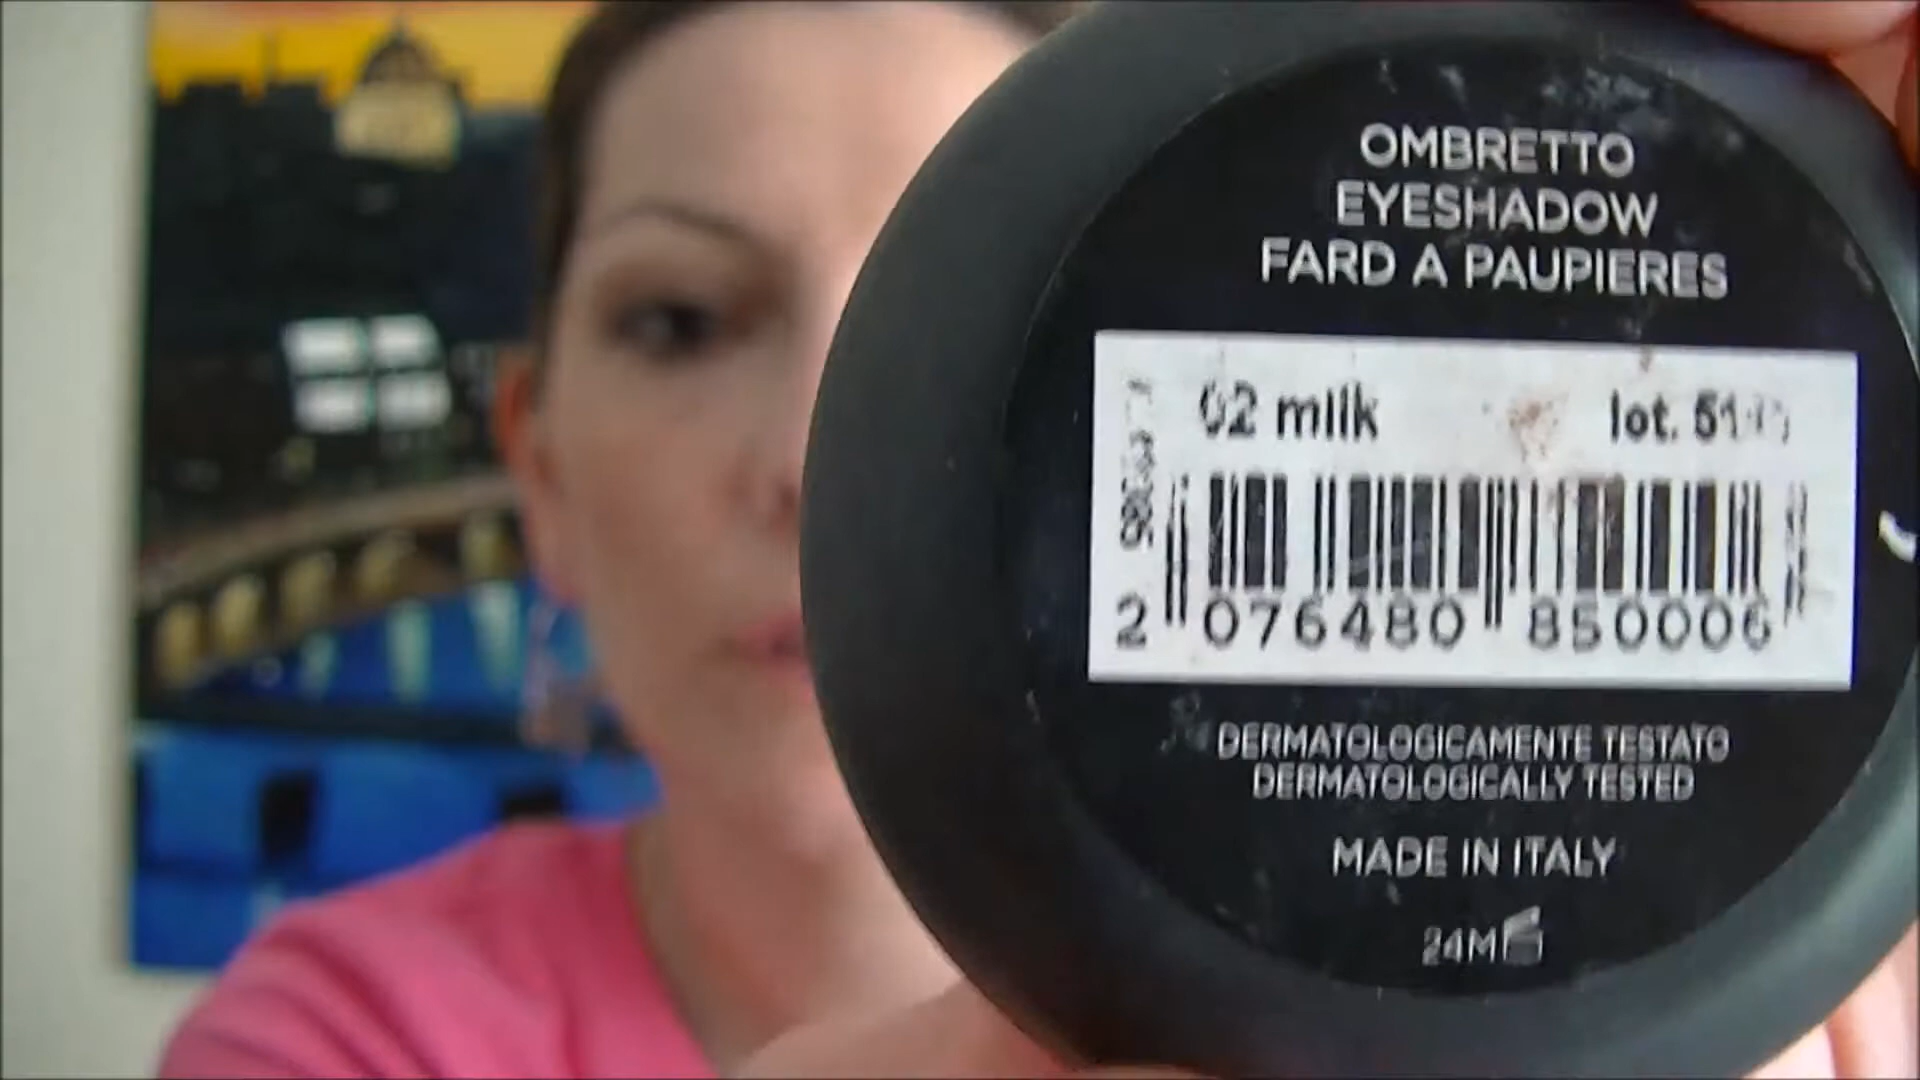 OMBRETTO
EYESHADOW
FARD A PAUPIERES
02 milk
2 076480 850006
DERMATOLOGICAMENTE TESTATO
DERMATOLOGICALLY TESTED
MADE IN ITALY
24M